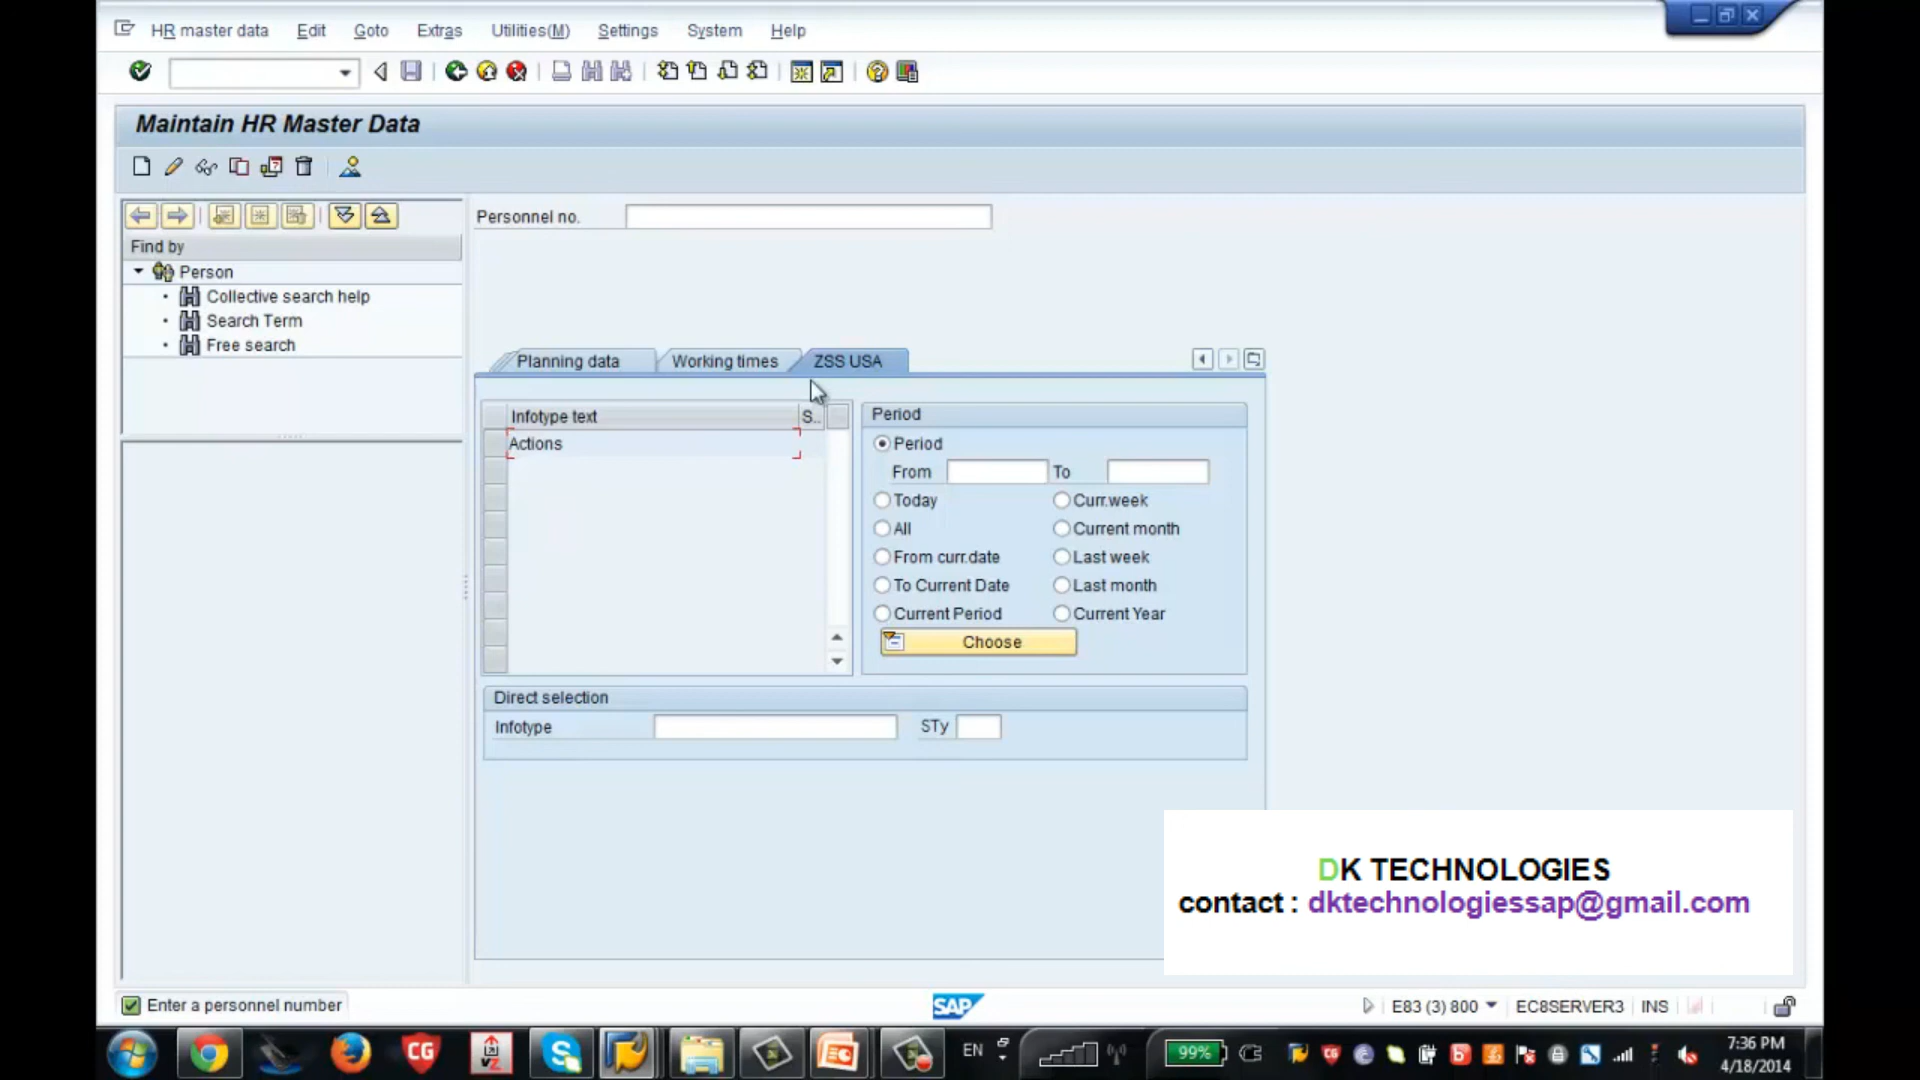 HR master data Edit Goto Extras Utilities(M) Settings System Help
Maintain HR Master Data
Find by
Person
Collective search help
Search Term
Free search
Personnel no.
Planning data Working times ZSS USA
Infotype text S..
Actions
Period
Period
From To
Today Curr.week
All Current month
From curr.date Last week
To Current Date Last month
Current Period Current Year
Choose
Direct selection
Infotype STy
DK TECHNOLOGIES
contact : dktechnologiessap@gmail.com
Enter a personnel number
SAP
E83 (3) 800 EC8SERVER3 INS
CG
EN
99%
7:36 PM
4/18/2014